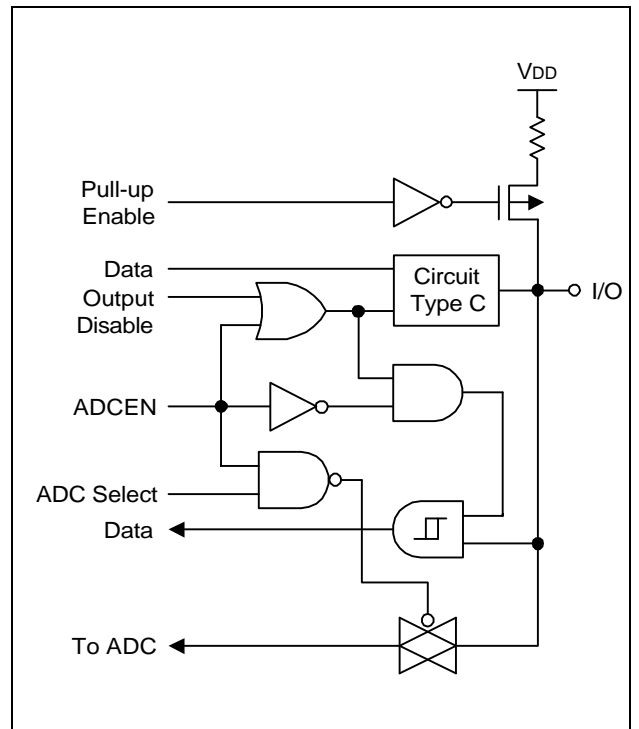 VDD
Pull-up
Enable
Data
Output
Disable
Circuit
Type C
I/O
ADCEN
ADC Select
Data
To ADC